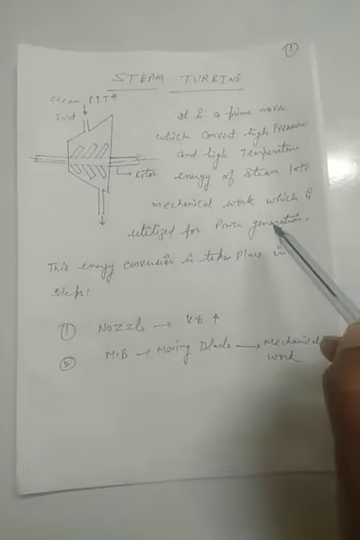 ①
STEAM TURBINE
Steam P↑T↑
Inlet
Rotor
It is a prime mover
which convert high Pressure
and high Temperature
energy of Steam into
mechanical work which is
utilized for Power generation.
This energy conversion is takes place in
steps:
① Nozzle → K.E ↑
② M.B → Moving Blade → Mechanical
work